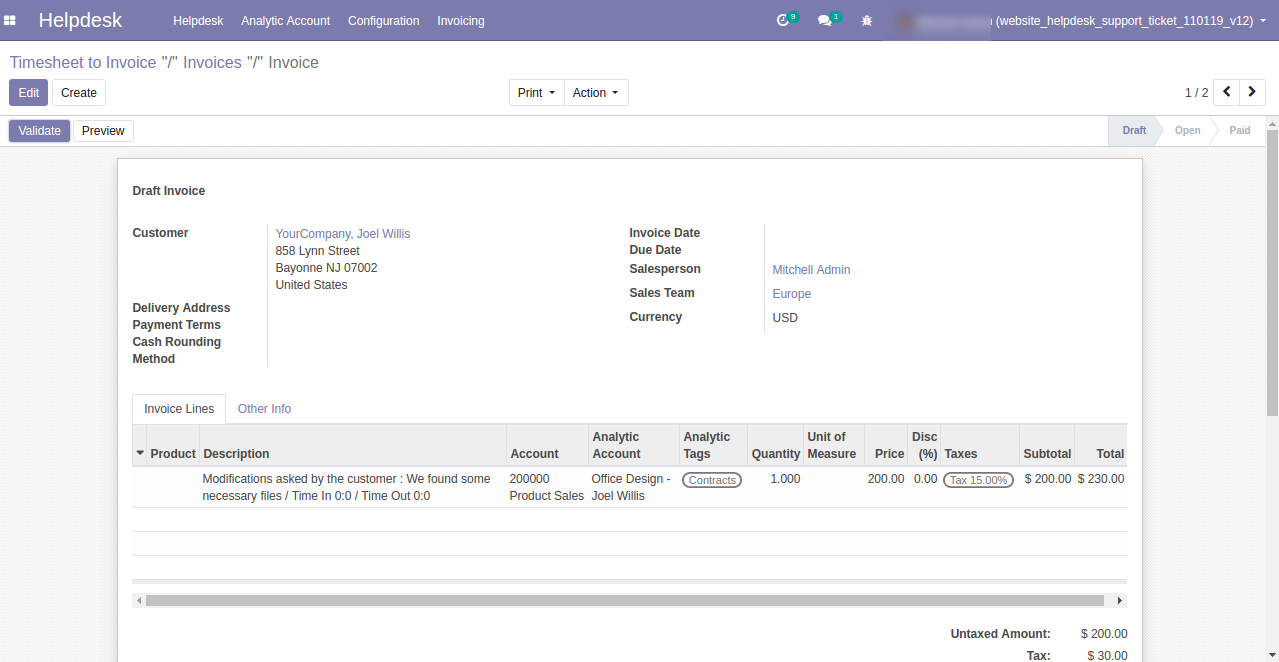 Helpdesk Helpdesk Analytic Account Configuration Invoicing 9 1 (website_helpdesk_support_ticket_110119_v12)
Timesheet to Invoice "/" Invoices "/" Invoice
Edit Create Print Action 1 / 2
Validate Preview Draft Open Paid
Draft Invoice
Customer YourCompany, Joel Willis Invoice Date
858 Lynn Street Due Date
Bayonne NJ 07002 Salesperson Mitchell Admin
United States Sales Team Europe
Delivery Address Currency USD
Payment Terms
Cash Rounding
Method
Invoice Lines Other Info
Analytic Analytic Unit of Disc
Product Description Account Account Tags Quantity Measure Price (%) Taxes Subtotal Total
Modifications asked by the customer : We found some 200000 Office Design - Contracts 1.000 200.00 0.00 Tax 15.00% $ 200.00 $ 230.00
necessary files / Time In 0:0 / Time Out 0:0 Product Sales Joel Willis
Untaxed Amount: $ 200.00
Tax: $ 30.00